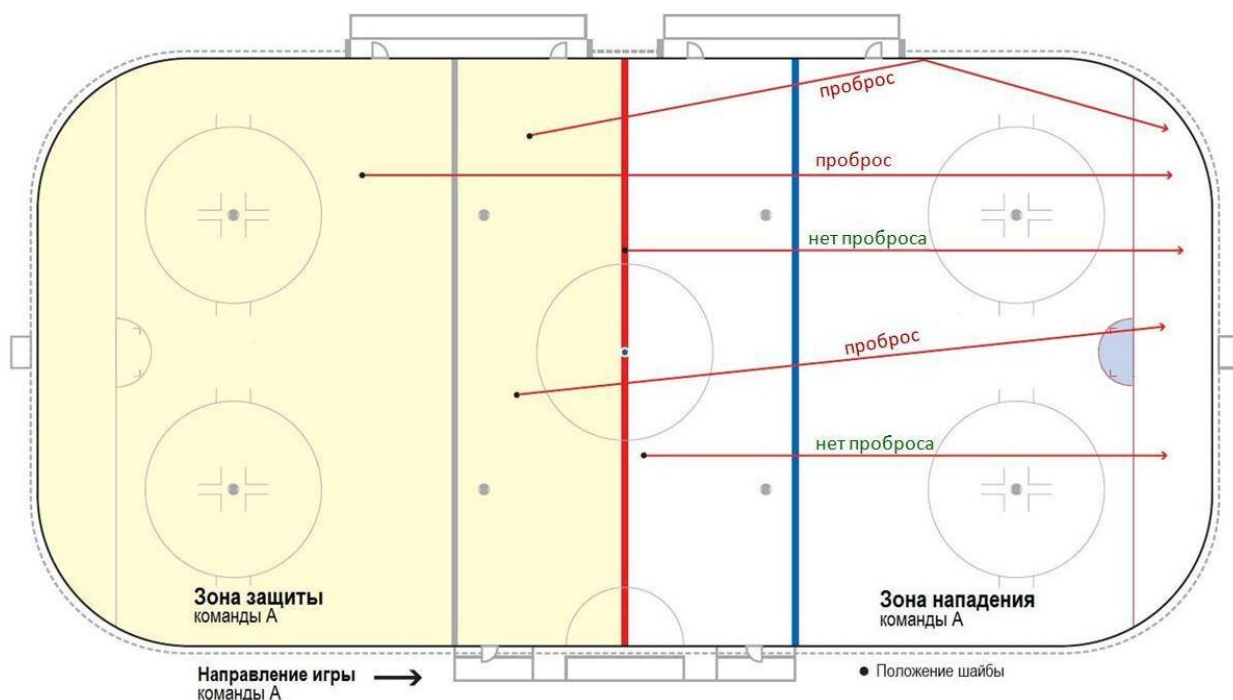 проброс
проброс
нет проброса
проброс
нет проброса
Зона защиты
команды А
Зона нападения
команды А
Направление игры
команды А
Положение шайбы